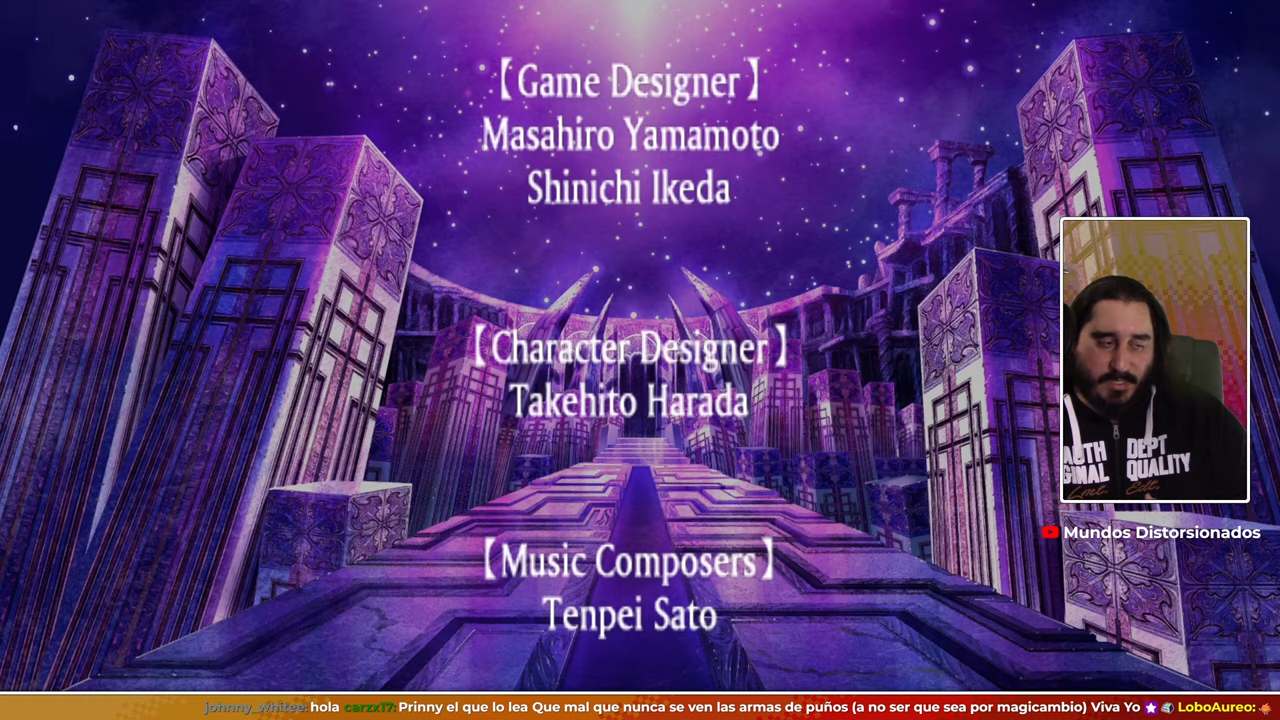 【Game Designer】
Masahiro Yamamoto
Shinichi Ikeda
【Character Designer】
Takehito Harada
AUTH DEPT
GINAL QUALITY
Mundos Distorsionados
【Music Composers】
Tenpei Sato
johnny_whitee: hola carzx17: Prinny el que lo lea Que mal que nunca se ven las armas de puños (a no ser que sea por magicambio) Viva Yo LoboAureo: